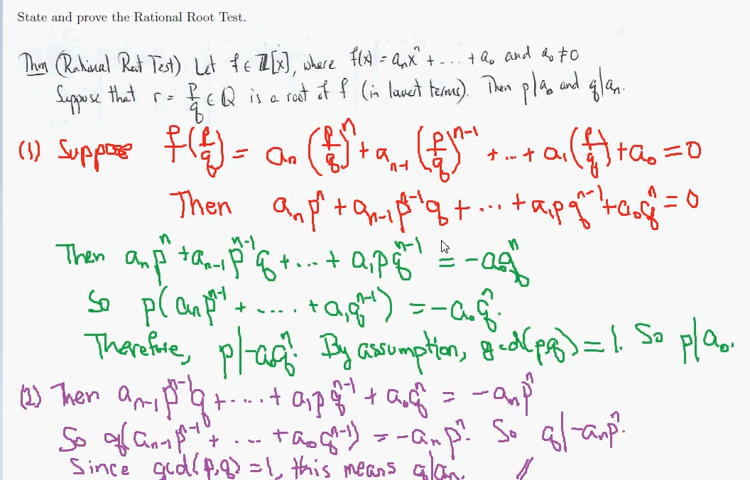 State and prove the Rational Root Test.
Thm (Rational Root Test) Let f ∈ ℤ[x], where f(x) = aₙxⁿ + ... + a₀ and a₀ ≠ 0
Suppose that r = p/q ∈ ℚ is a root of f (in lowest terms). Then p|a₀ and q|aₙ.
(1) Suppose f(p/q) = aₙ(p/q)ⁿ + aₙ₋₁(p/q)ⁿ⁻¹ + ... + a₁(p/q) + a₀ = 0
Then aₙpⁿ + aₙ₋₁pⁿ⁻¹q + ... + a₁pqⁿ⁻¹ + a₀qⁿ = 0
Then aₙpⁿ + aₙ₋₁pⁿ⁻¹q + ... + a₁pqⁿ⁻¹ = -a₀qⁿ
So p(aₙpⁿ⁻¹ + .... + a₁qⁿ⁻¹) = -a₀qⁿ.
Therefore, p|-a₀qⁿ. By assumption, gcd(p,q) = 1. So p|a₀.
(2) Then aₙ₋₁pⁿ⁻¹q + .... + a₁pqⁿ⁻¹ + a₀qⁿ = -aₙpⁿ
So q(aₙ₋₁pⁿ⁻¹ + ... + a₀qⁿ⁻¹) = -aₙpⁿ. So q|-aₙpⁿ.
Since gcd(p,q) = 1, this means q|aₙ.